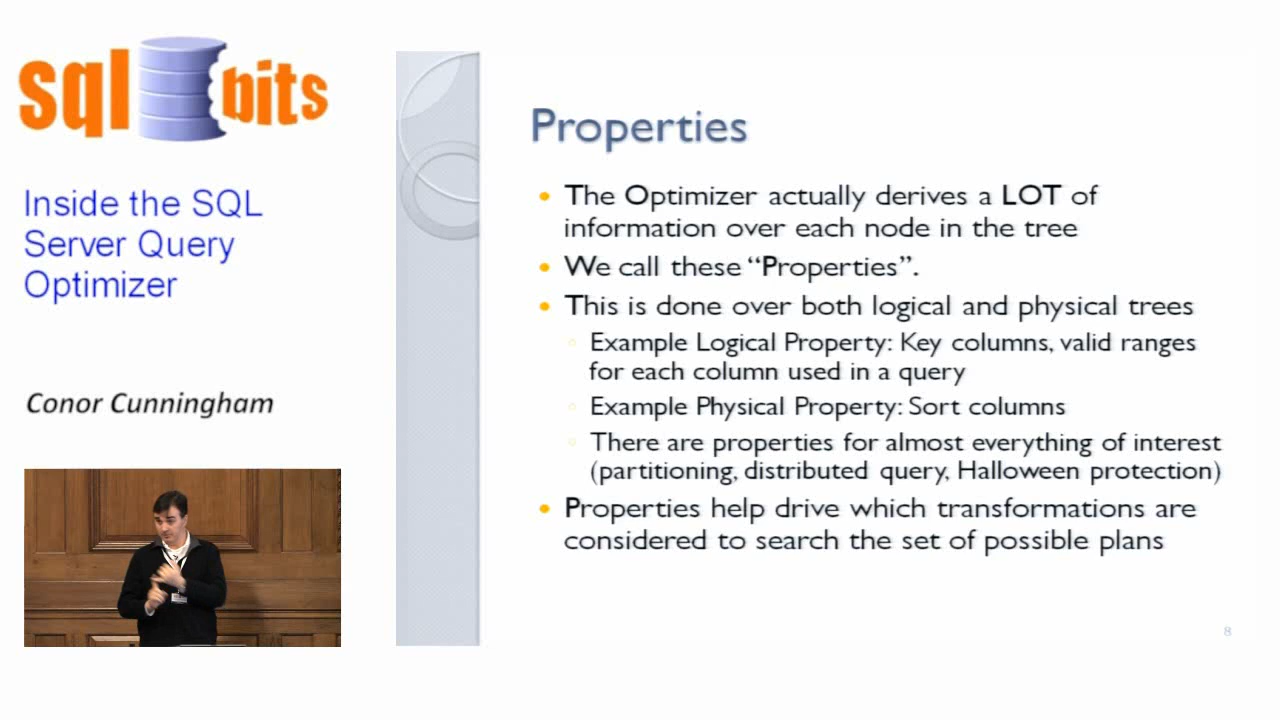 sql bits
Inside the SQL
Server Query
Optimizer
Conor Cunningham
Properties
• The Optimizer actually derives a LOT of
information over each node in the tree
• We call these “Properties”.
• This is done over both logical and physical trees
◦ Example Logical Property: Key columns, valid ranges
for each column used in a query
◦ Example Physical Property: Sort columns
◦ There are properties for almost everything of interest
(partitioning, distributed query, Halloween protection)
• Properties help drive which transformations are
considered to search the set of possible plans
8